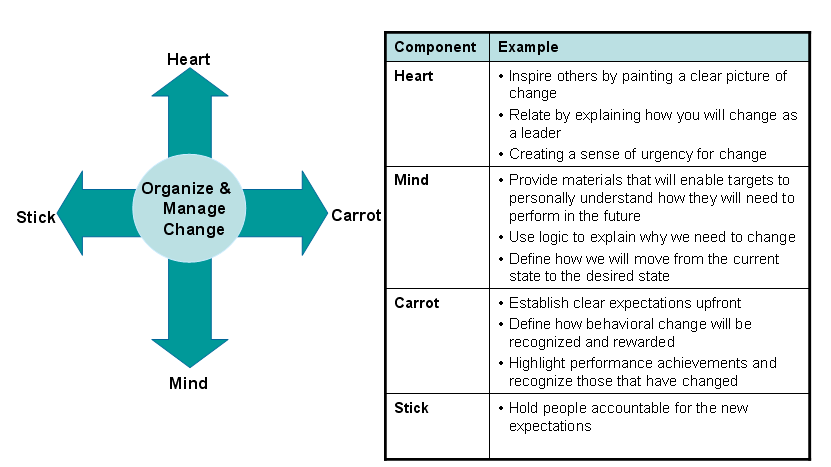 Heart
Organize &
Manage
Change
Stick
Carrot
Mind
Component Example
Heart • Inspire others by painting a clear picture of
change
• Relate by explaining how you will change as
a leader
• Creating a sense of urgency for change
Mind • Provide materials that will enable targets to
personally understand how they will need to
perform in the future
• Use logic to explain why we need to change
• Define how we will move from the current
state to the desired state
Carrot • Establish clear expectations upfront
• Define how behavioral change will be
recognized and rewarded
• Highlight performance achievements and
recognize those that have changed
Stick • Hold people accountable for the new
expectations